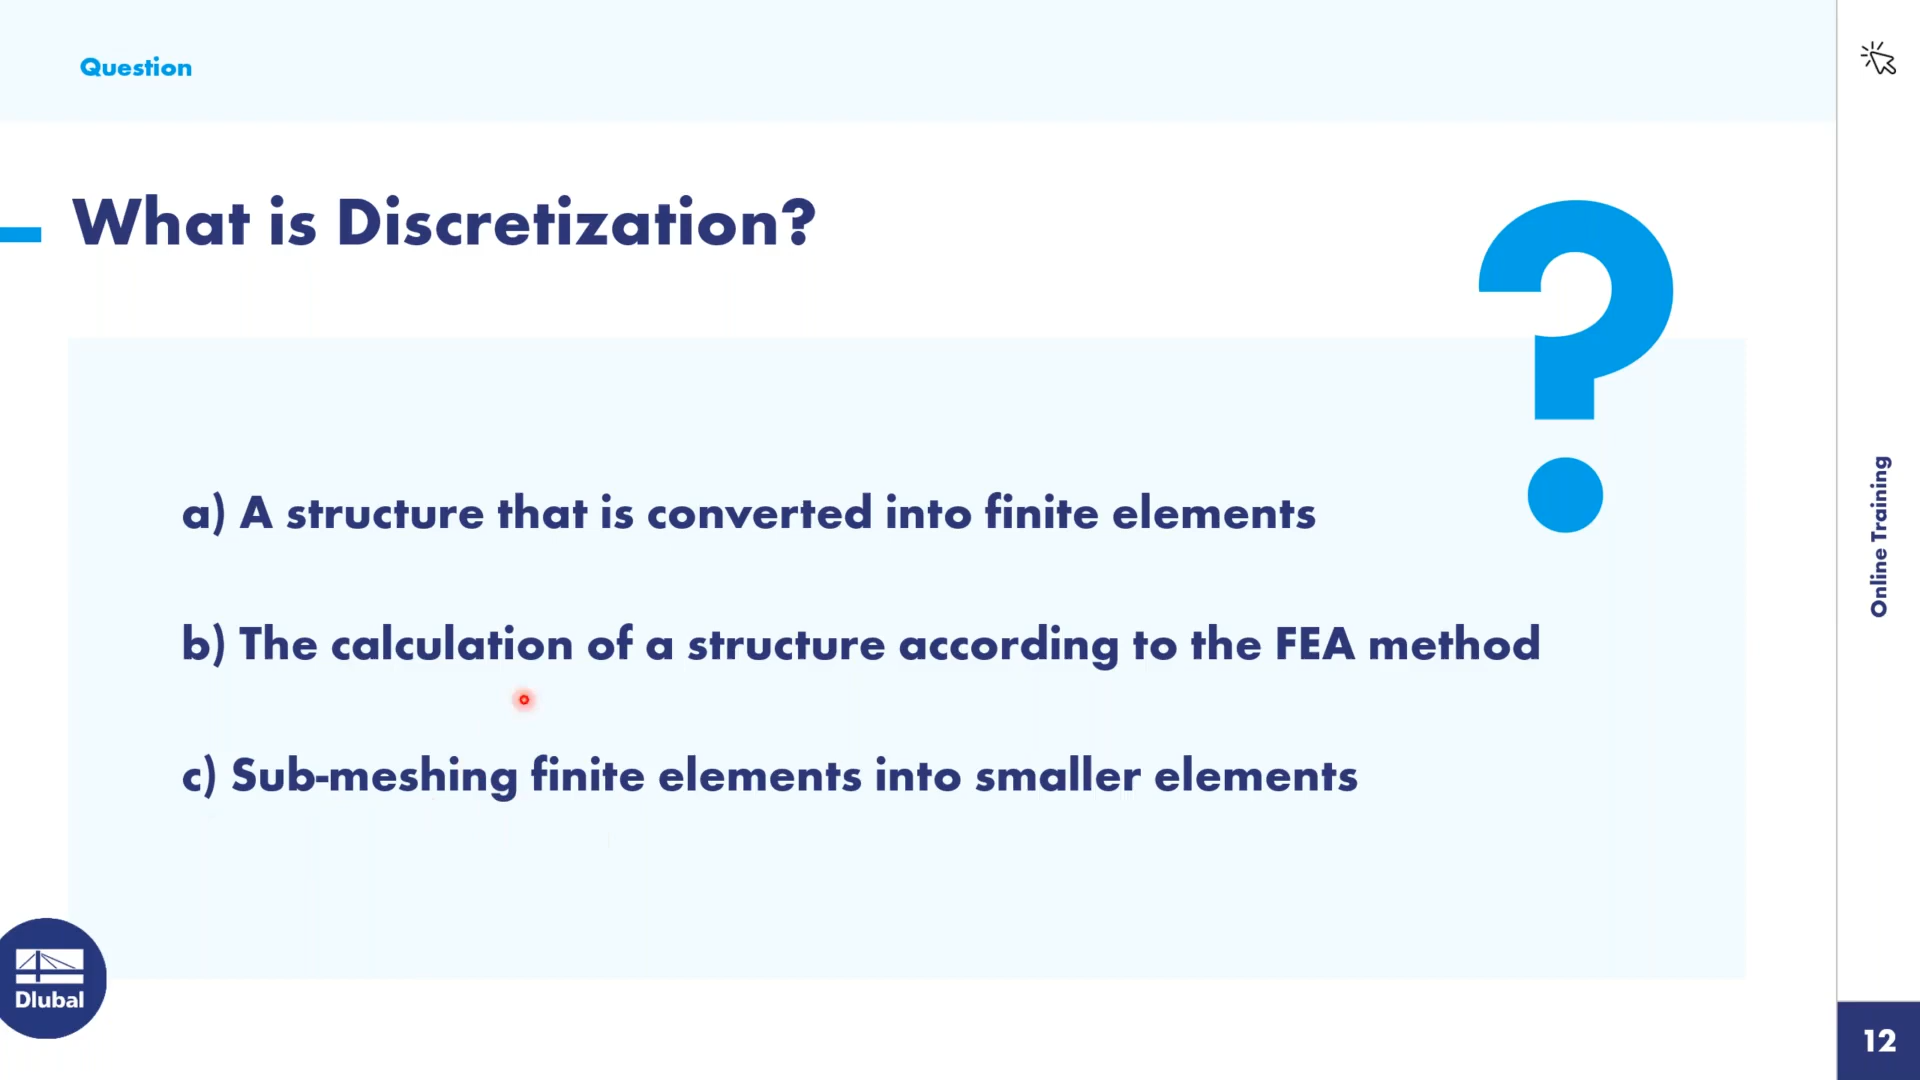 Question
What is Discretization?
?
a) A structure that is converted into finite elements
b) The calculation of a structure according to the FEA method
c) Sub-meshing finite elements into smaller elements
Online Training
Dlubal
12